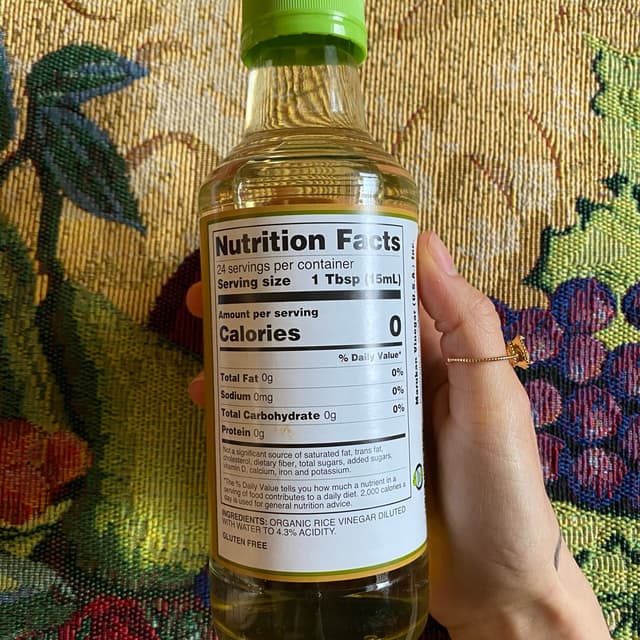 Nutrition Facts
24 servings per container
Serving size 1 Tbsp (15mL)
Amount per serving
Calories 0
% Daily Value*
Total Fat 0g 0%
Sodium 0mg 0%
Total Carbohydrate 0g 0%
Protein 0g
Not a significant source of saturated fat, trans fat,
cholesterol, dietary fiber, total sugars, added sugars,
vitamin D, calcium, iron and potassium.
*The % Daily Value tells you how much a nutrient in a
serving of food contributes to a daily diet. 2,000 calories a
day is used for general nutrition advice.
INGREDIENTS: ORGANIC RICE VINEGAR DILUTED
WITH WATER TO 4.3% ACIDITY.
GLUTEN FREE
Marukan Vinegar (U.S.A.) Inc.